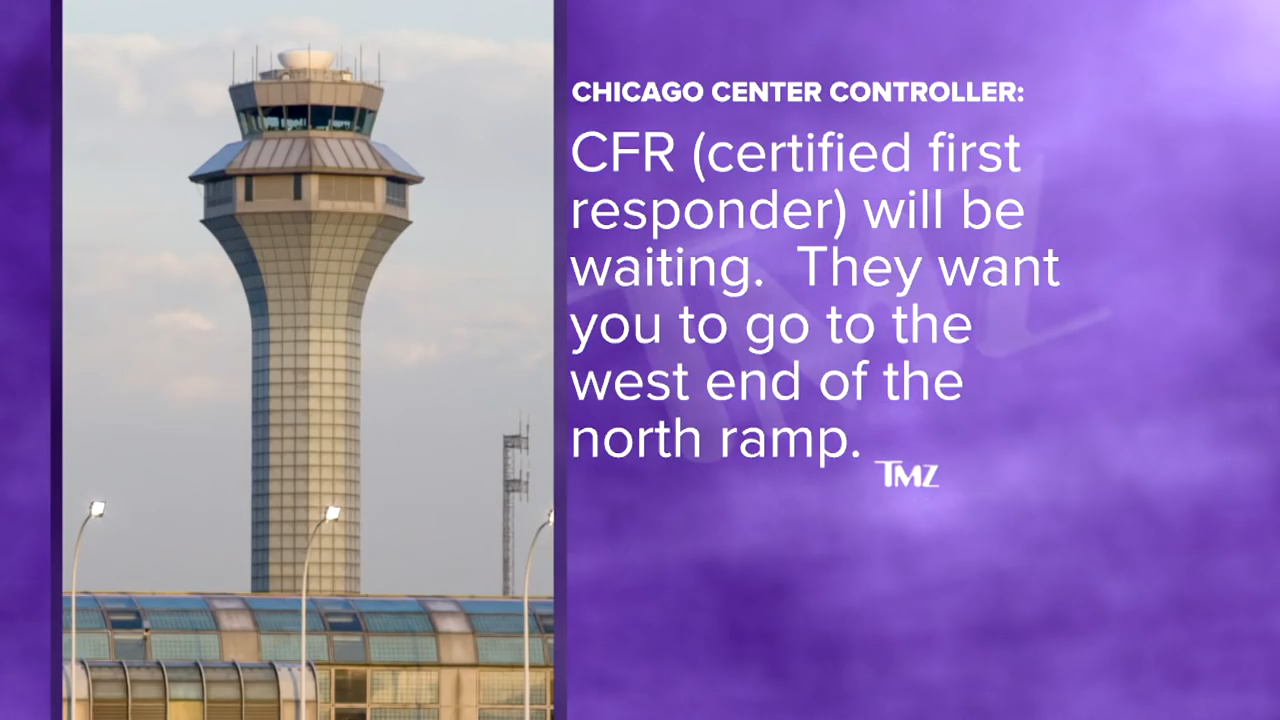 CHICAGO CENTER CONTROLLER:
CFR (certified first
responder) will be
waiting. They want
you to go to the
west end of the
north ramp.
TMZ
TMZ